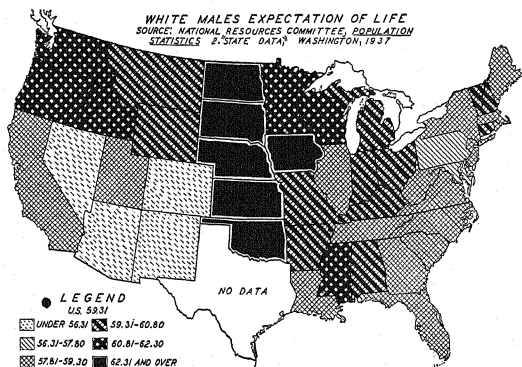 WHITE MALES EXPECTATION OF LIFE
SOURCE: NATIONAL RESOURCES COMMITTEE, POPULATION
STATISTICS 2."STATE DATA," WASHINGTON, 1937
NO DATA
LEGEND
U.S. 59.31
UNDER 56.31 59.31-60.80
56.31-57.80 60.81-62.30
57.81-59.30 62.31 AND OVER